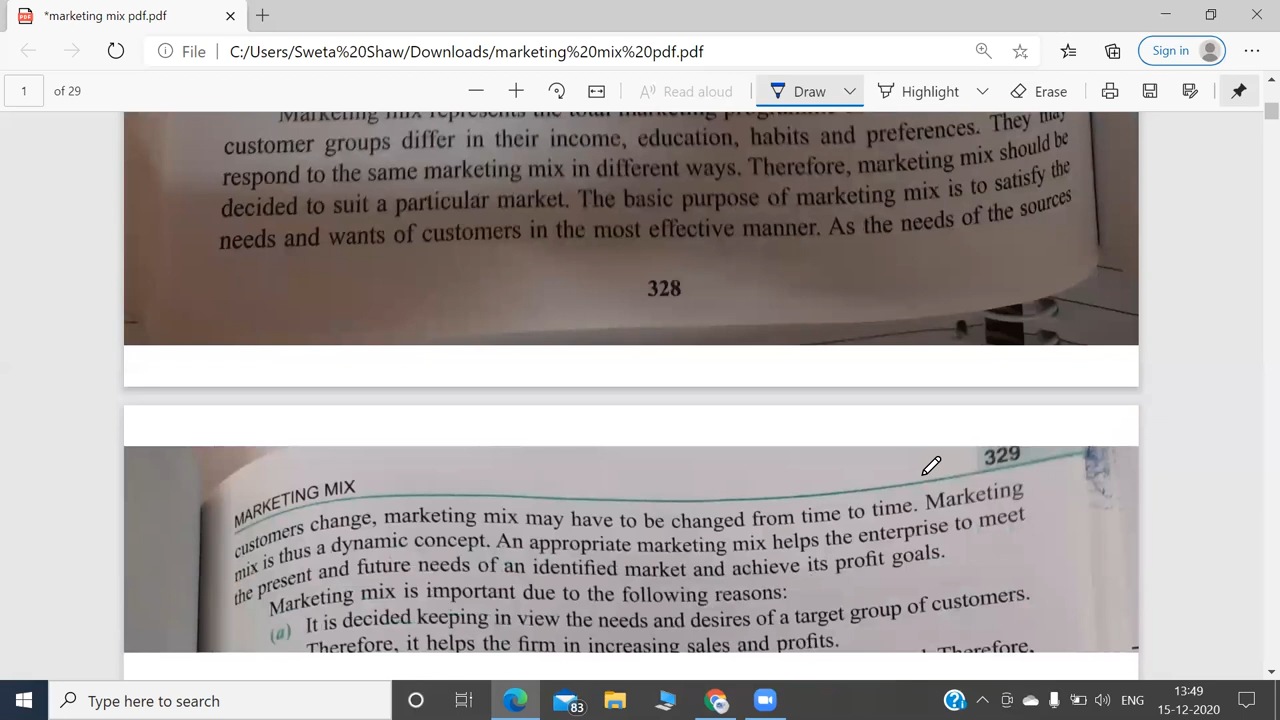 *marketing mix pdf.pdf
File
C:/Users/Sweta%20Shaw/Downloads/marketing%20mix%20pdf.pdf
Sign in
1 of 29
Read aloud
Draw
Highlight
Erase
Marketing mix represents the total marketing programme
customer groups differ in their income, education, habits and preferences. They may
respond to the same marketing mix in different ways. Therefore, marketing mix should be
decided to suit a particular market. The basic purpose of marketing mix is to satisfy the
needs and wants of customers in the most effective manner. As the needs of the sources
328
MARKETING MIX
329
customers change, marketing mix may have to be changed from time to time. Marketing
mix is thus a dynamic concept. An appropriate marketing mix helps the enterprise to meet
the present and future needs of an identified market and achieve its profit goals.
Marketing mix is important due to the following reasons:
(a) It is decided keeping in view the needs and desires of a target group of customers.
Therefore, it helps the firm in increasing sales and profits.
Therefore,
Type here to search
83
ENG
13:49
15-12-2020